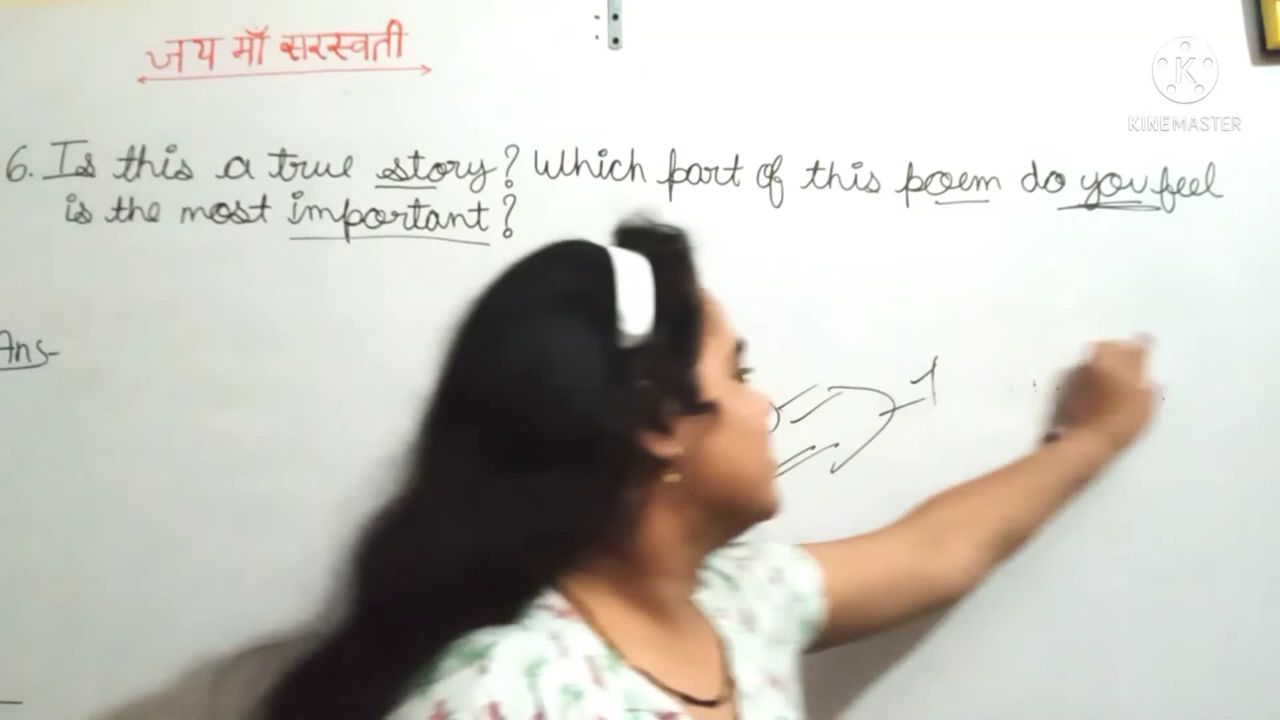 जय माँ सरस्वती
KINEMASTER
6. Is this a true story? Which part of this poem do you feel
is the most important?
Ans-
1